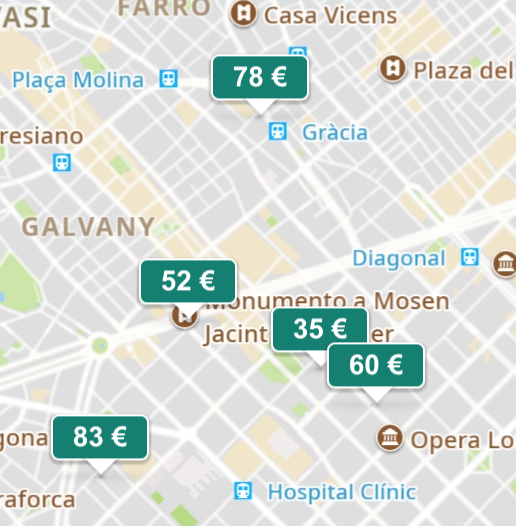 VASI
FARRO
Casa Vicens
78 €
Plaça Molina
Plaza del
Gràcia
resiano
GALVANY
Diagonal
52 €
Monumento a Mosen
Jacint
er
35 €
60 €
gona
83 €
Opera Lo
Hospital Clínic
raforca